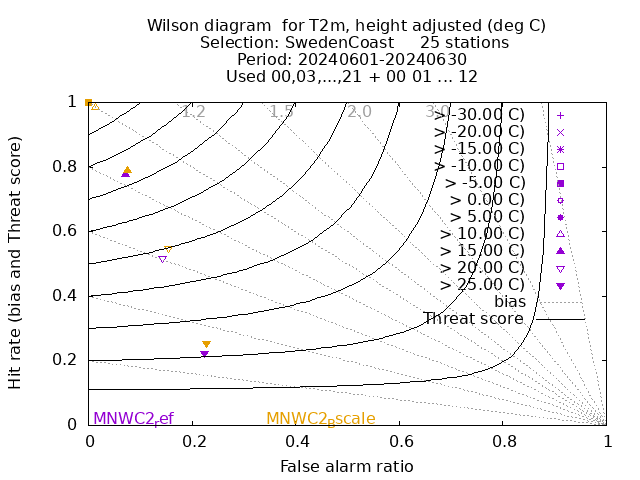 Wilson diagram  for T2m, height adjusted (deg C)
Selection: SwedenCoast     25 stations
Period: 20240601-20240630
Used 00,03,...,21 + 00 01 ... 12
1.2 1.5 2.0 3.0
> -30.00 C)
> -20.00 C)
> -15.00 C)
> -10.00 C)
> -5.00 C)
> 0.00 C)
> 5.00 C)
> 10.00 C)
> 15.00 C)
> 20.00 C)
> 25.00 C)
bias
Threat score
1
0.8
0.6
0.4
0.2
0
Hit rate (bias and Threat score)
MNWC2ref MNWC2Bscale
0 0.2 0.4 0.6 0.8 1
False alarm ratio